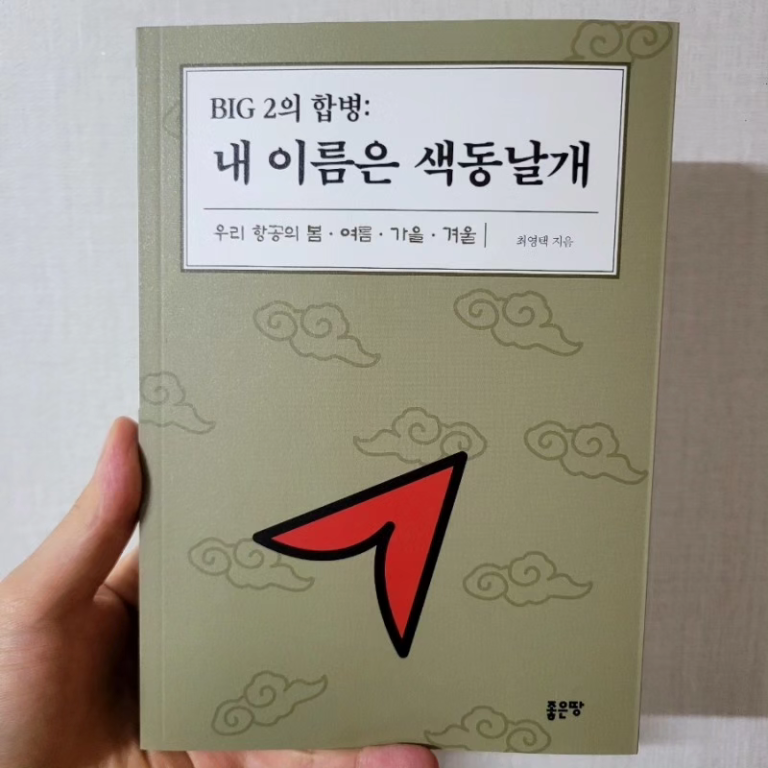 BIG 2의 합병:
내 이름은 색동날개
우리 항공의 봄 · 여름 · 가을 · 겨울 | 최영택 지음
좋은땅